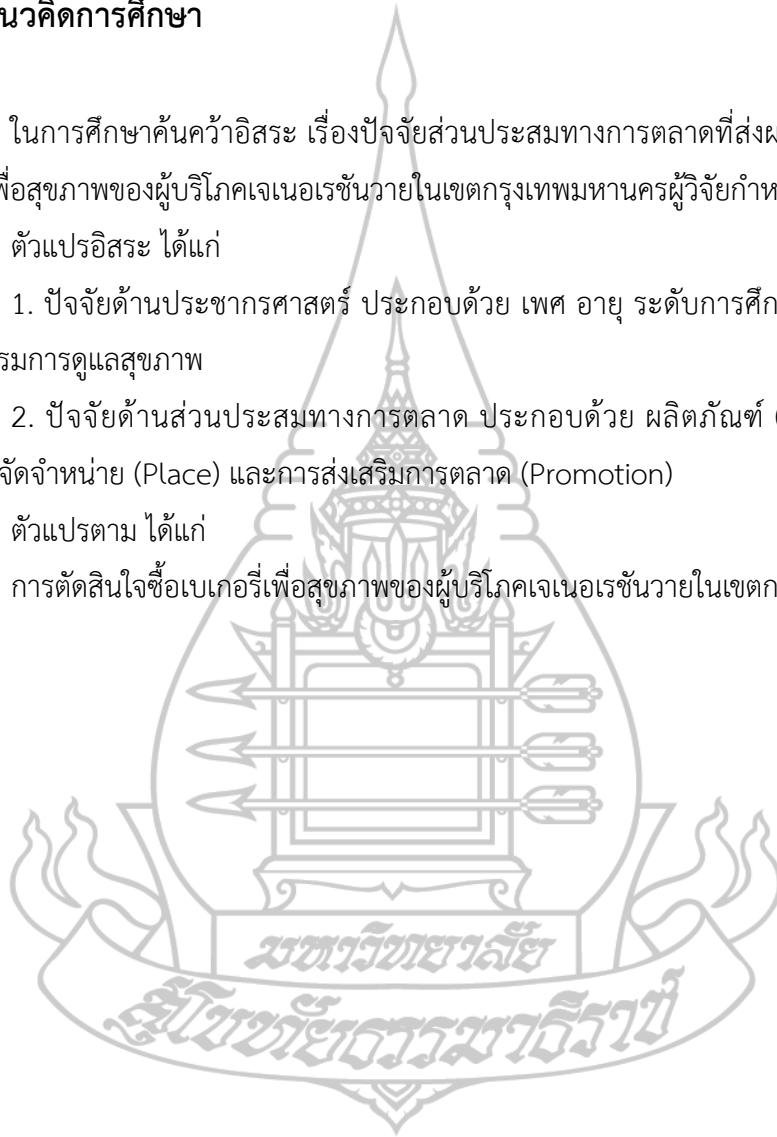 นวคิดการศึกษา
ในการศึกษาค้นคว้าอิสระ เรื่องปัจจัยส่วนประสมทางการตลาดที่ส่งผ
พื่อสุขภาพของผู้บริโภคเจเนอเรชันวายในเขตกรุงเทพมหานครผู้วิจัยกำห
ตัวแปรอิสระ ได้แก่
1. ปัจจัยด้านประชากรศาสตร์ ประกอบด้วย เพศ อายุ ระดับการศึก
รมการดูแลสุขภาพ
2. ปัจจัยด้านส่วนประสมทางการตลาด ประกอบด้วย ผลิตภัณฑ์ (
จัดจำหน่าย (Place) และการส่งเสริมการตลาด (Promotion)
ตัวแปรตาม ได้แก่
การตัดสินใจซื้อเบเกอรี่เพื่อสุขภาพของผู้บริโภคเจเนอเรชันวายในเขตก
มหาวิทยาลัย
สุโขทัยธรรมาธิราช